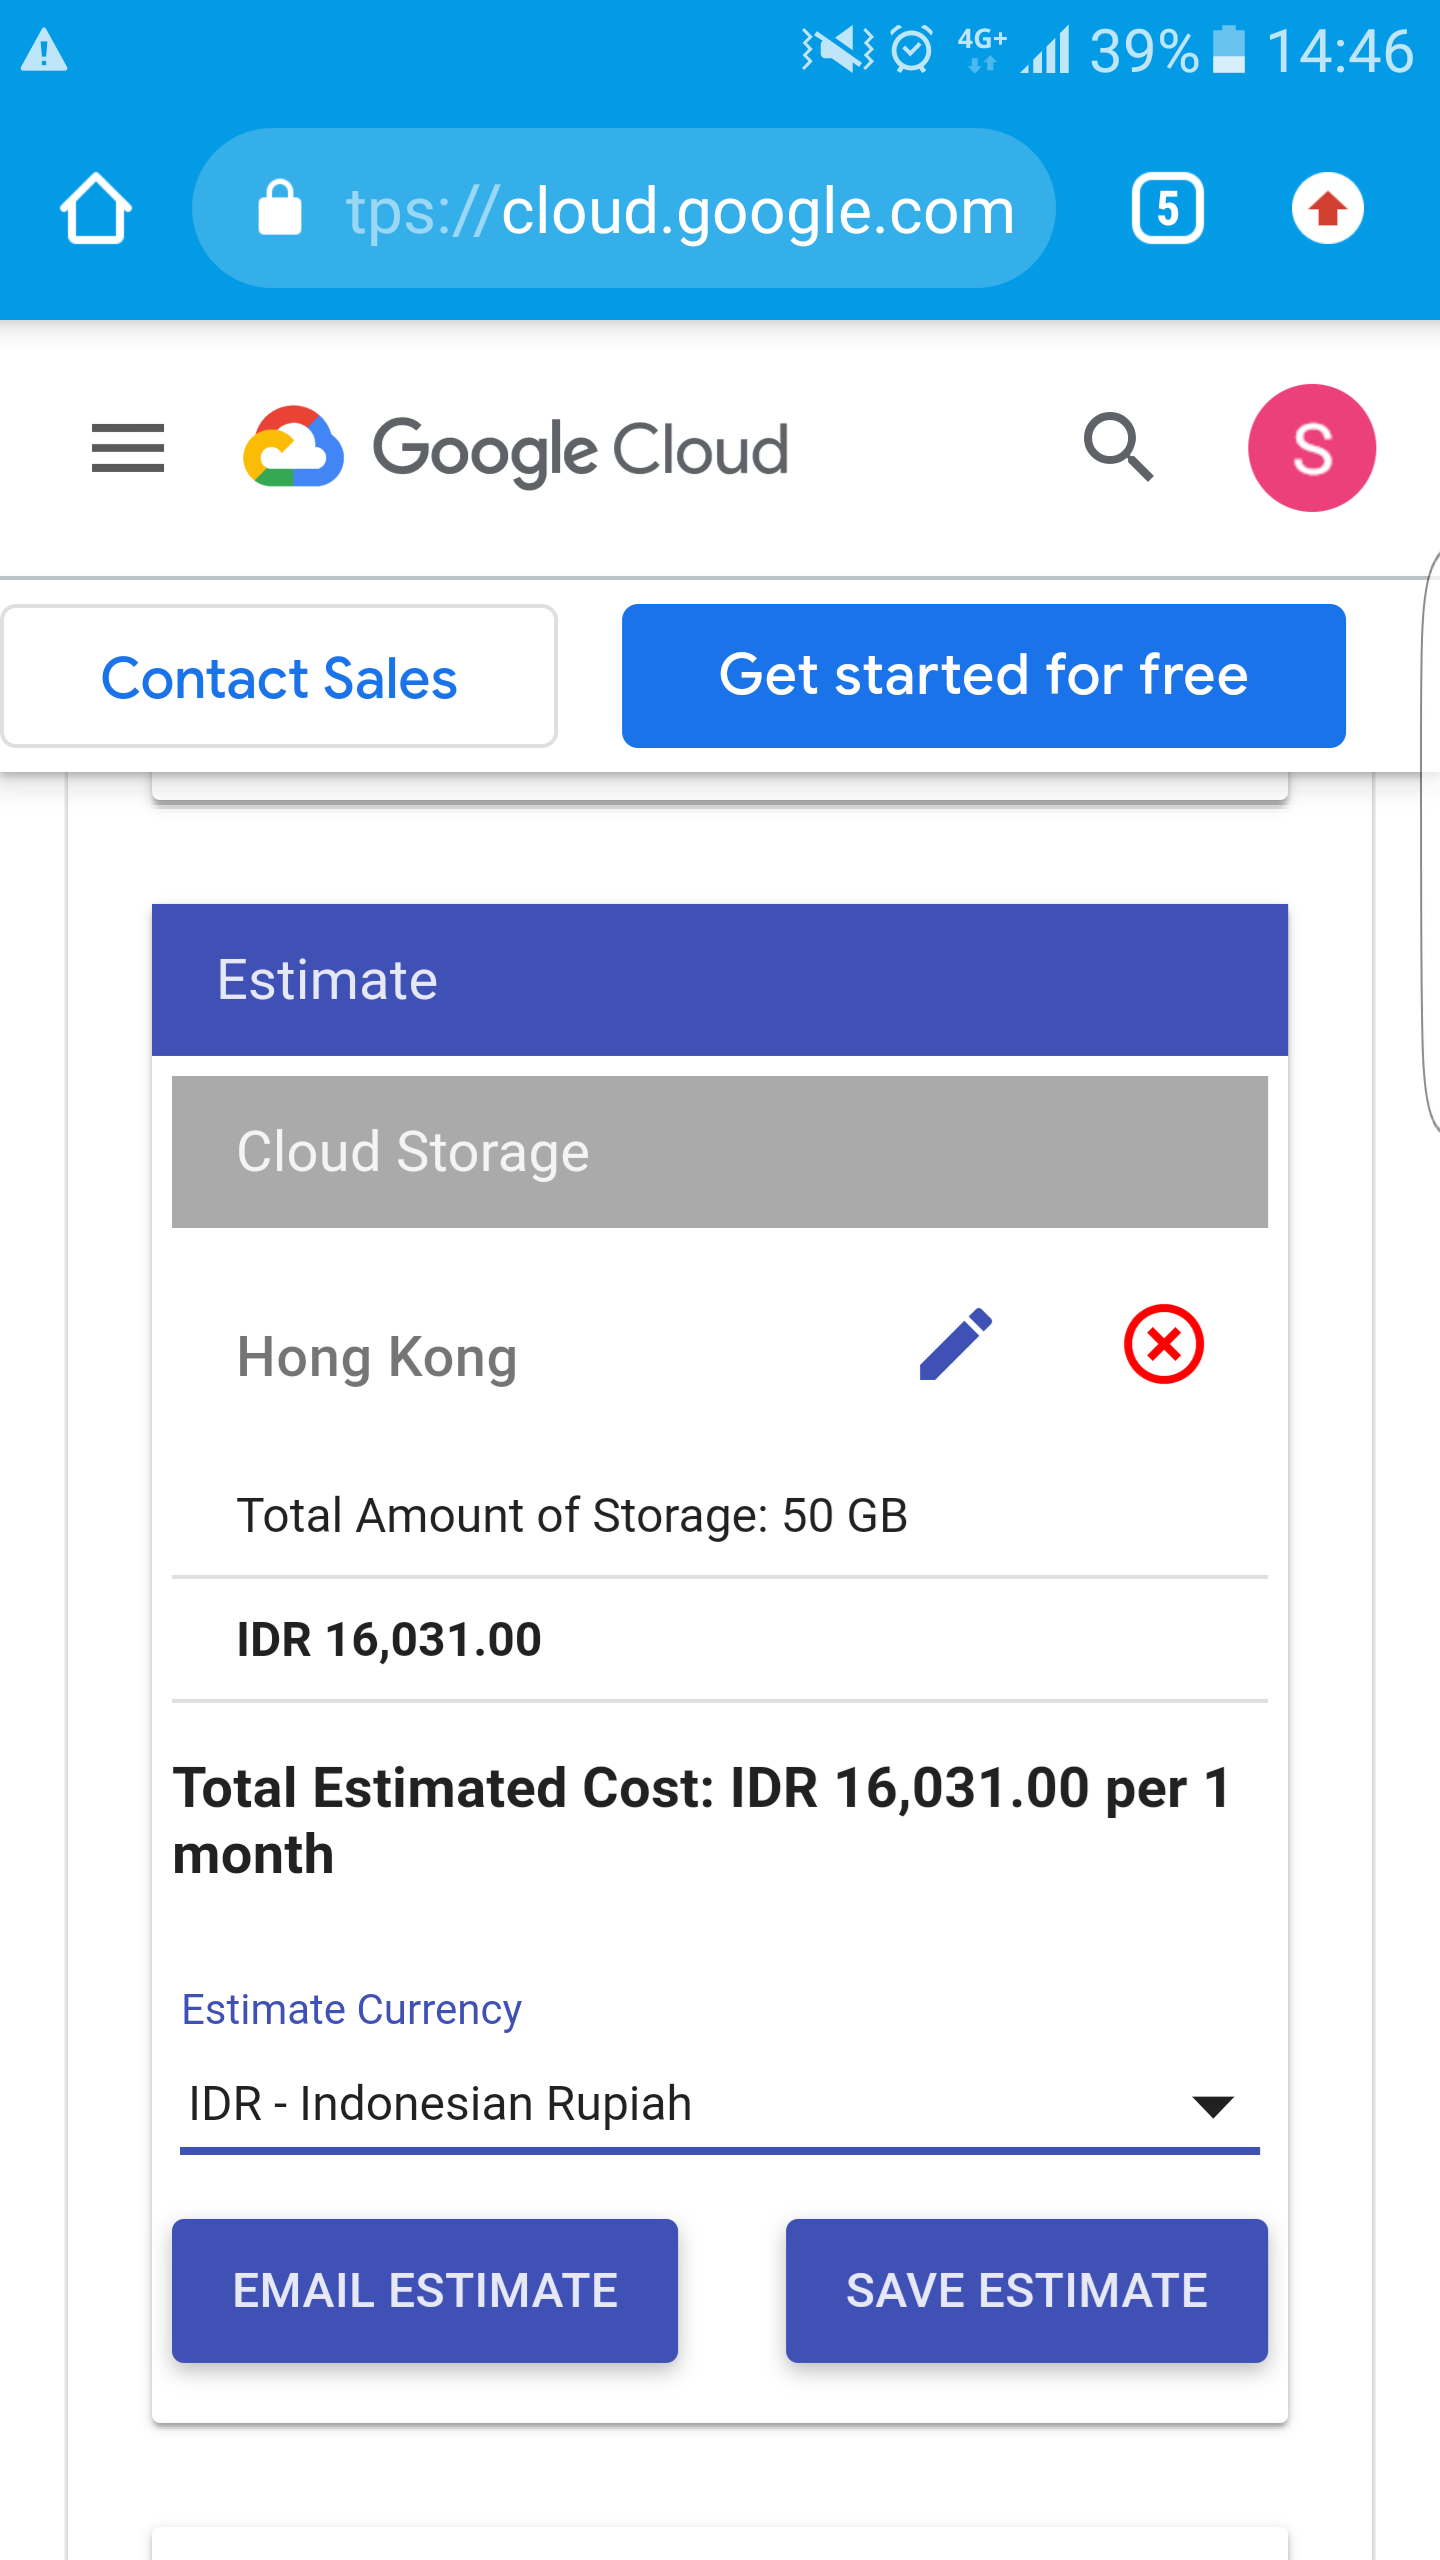 4G+ 39% 14:46
tps://cloud.google.com 5
Google Cloud S
Contact Sales Get started for free
Estimate
Cloud Storage
Hong Kong
Total Amount of Storage: 50 GB
IDR 16,031.00
Total Estimated Cost: IDR 16,031.00 per 1
month
Estimate Currency
IDR - Indonesian Rupiah
EMAIL ESTIMATE SAVE ESTIMATE